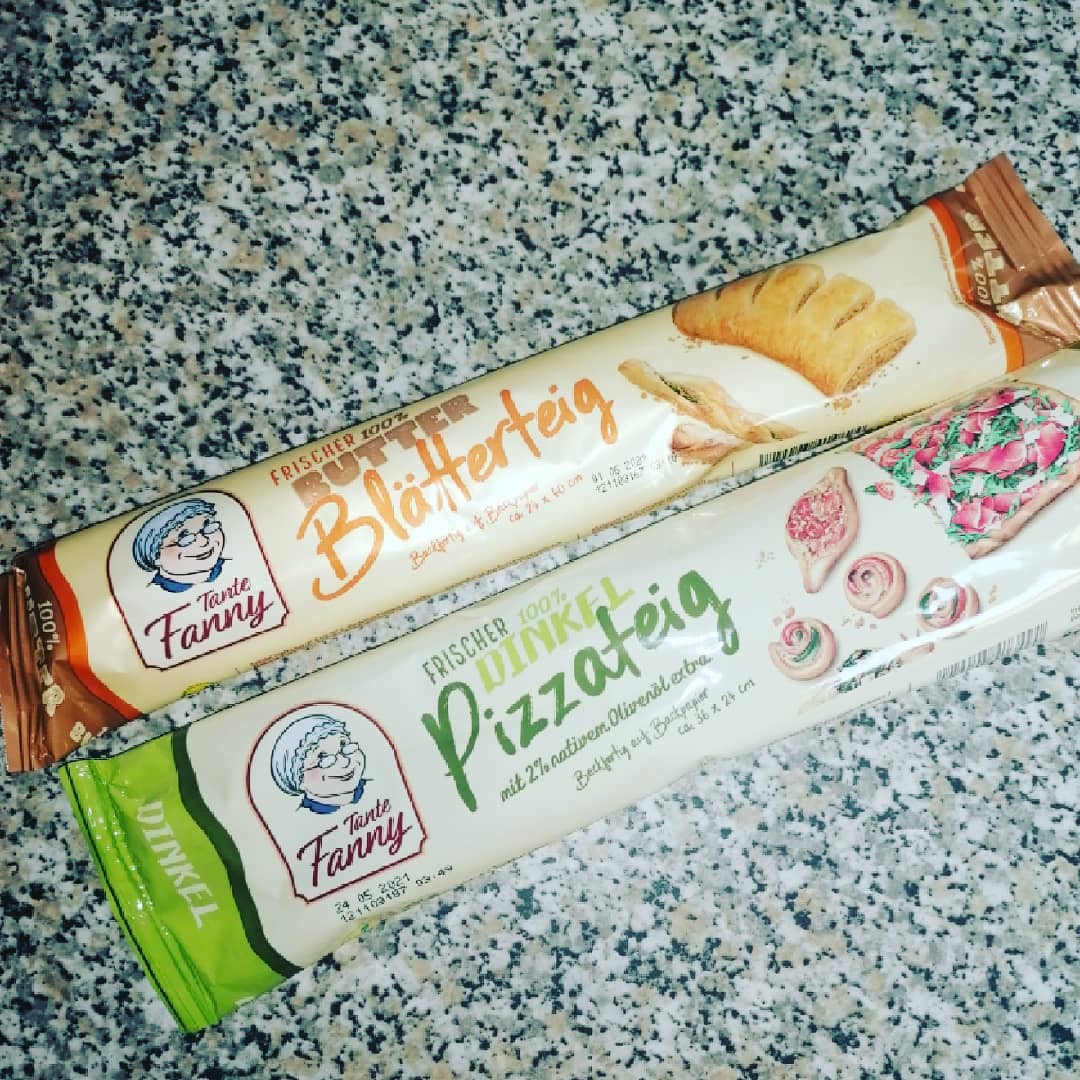 FRISCHER 100%
BUTTER
Blätterteig
Backfertig auf Backpapier
Tante
Fanny
100%
FRISCHER 100%
DINKEL
Pizzateig
mit 2% nativem Olivenöl extra
Backfertig auf Backpapier
ca. 36 x 24 cm
Tante
Fanny
24 05 2021
DINKEL